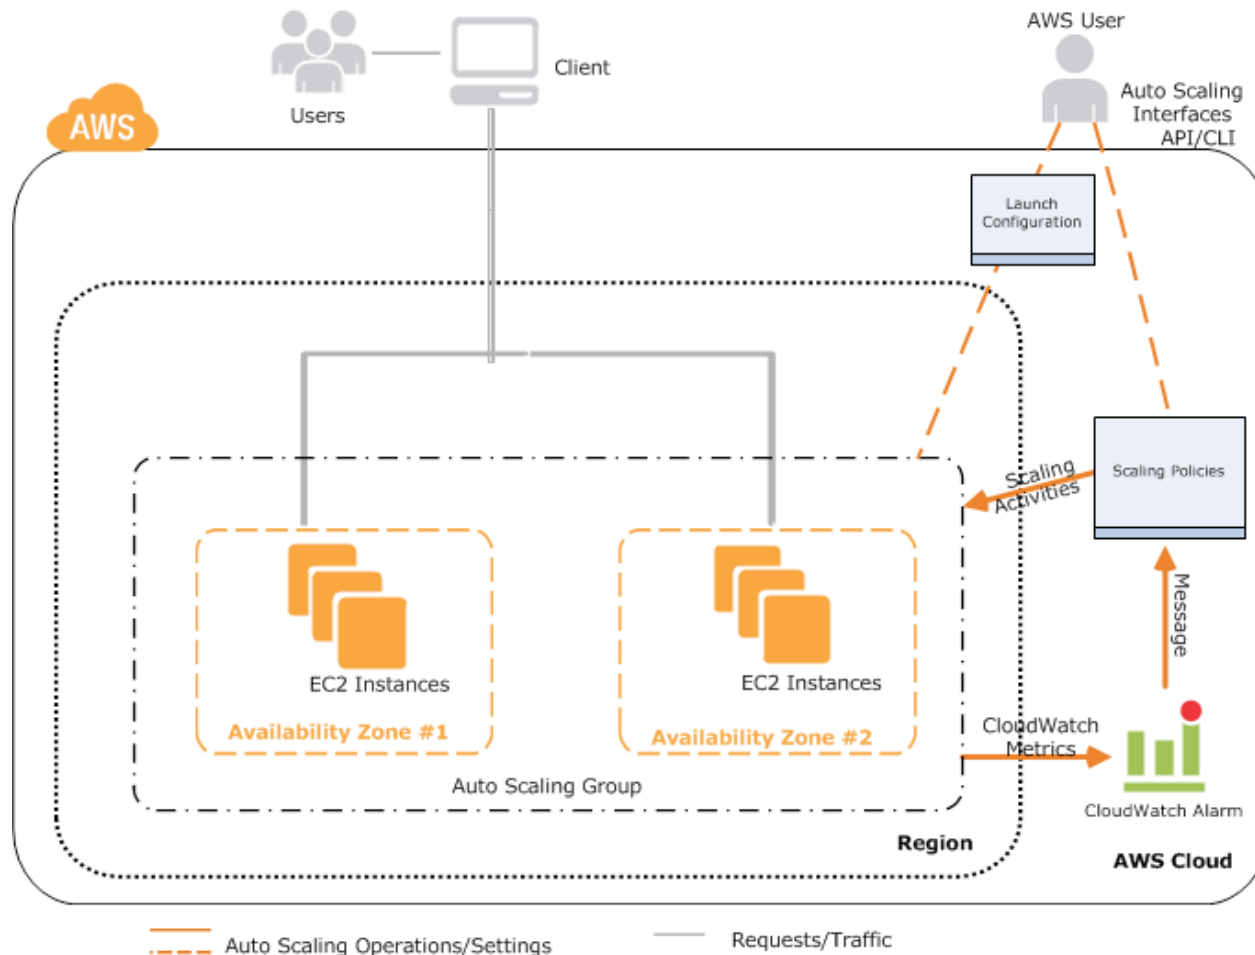 AWS User
Client
Users
Auto Scaling
Interfaces
API/CLI
AWS
Launch
Configuration
Scaling Policies
Scaling
Activities
Message
EC2 Instances
Availability Zone #1
EC2 Instances
Availability Zone #2
CloudWatch
Metrics
Auto Scaling Group
CloudWatch Alarm
Region
AWS Cloud
Auto Scaling Operations/Settings
Requests/Traffic